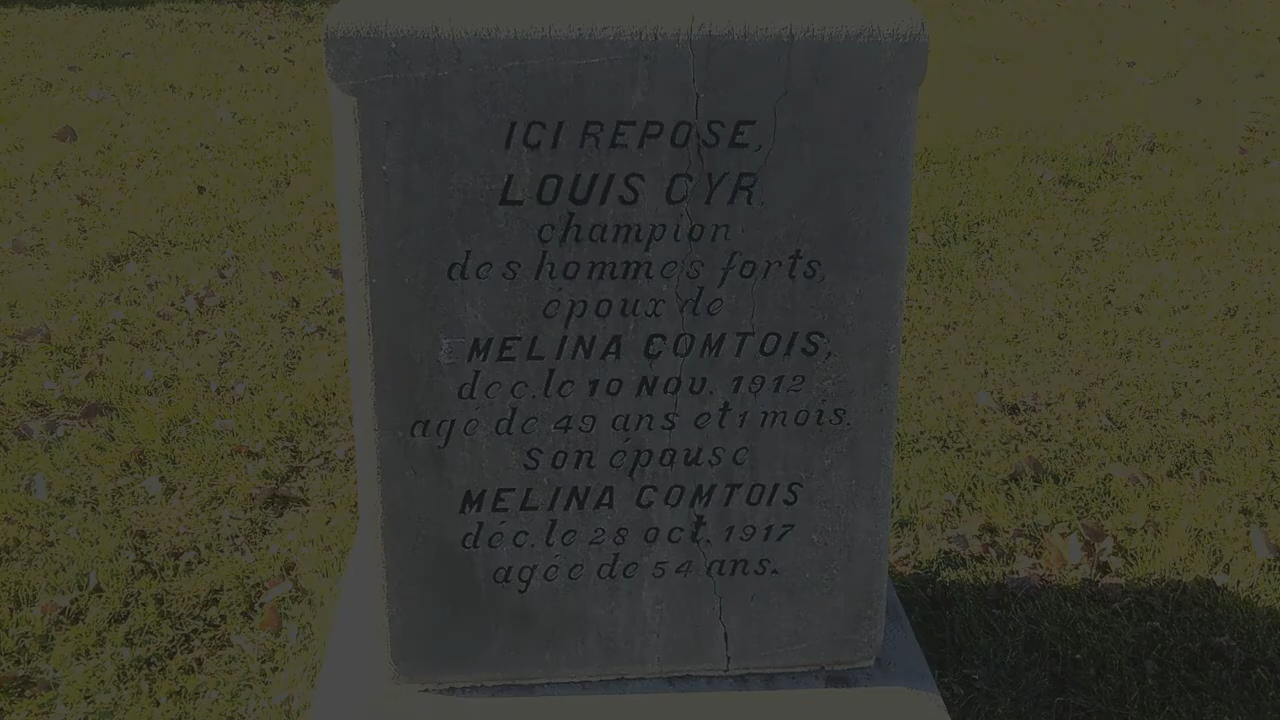 ICI REPOSE,
LOUIS CYR.
champion
des hommes forts,
époux de
EMELINA COMTOIS,
déc. le 10 NOV. 1912
agé de 49 ans et 1 mois.
Son épouse
MELINA COMTOIS
déc. le 28 oct. 1917
agée de 54 ans.